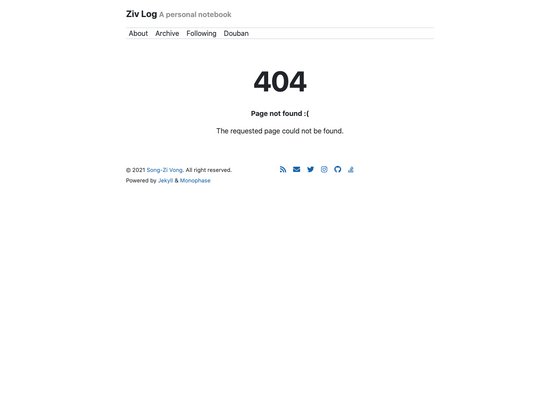 Ziv Log A personal notebook
About Archive Following Douban
404
Page not found :(
The requested page could not be found.
© 2021 Song-Zi Vong. All right reserved.
Powered by Jekyll & Monophase